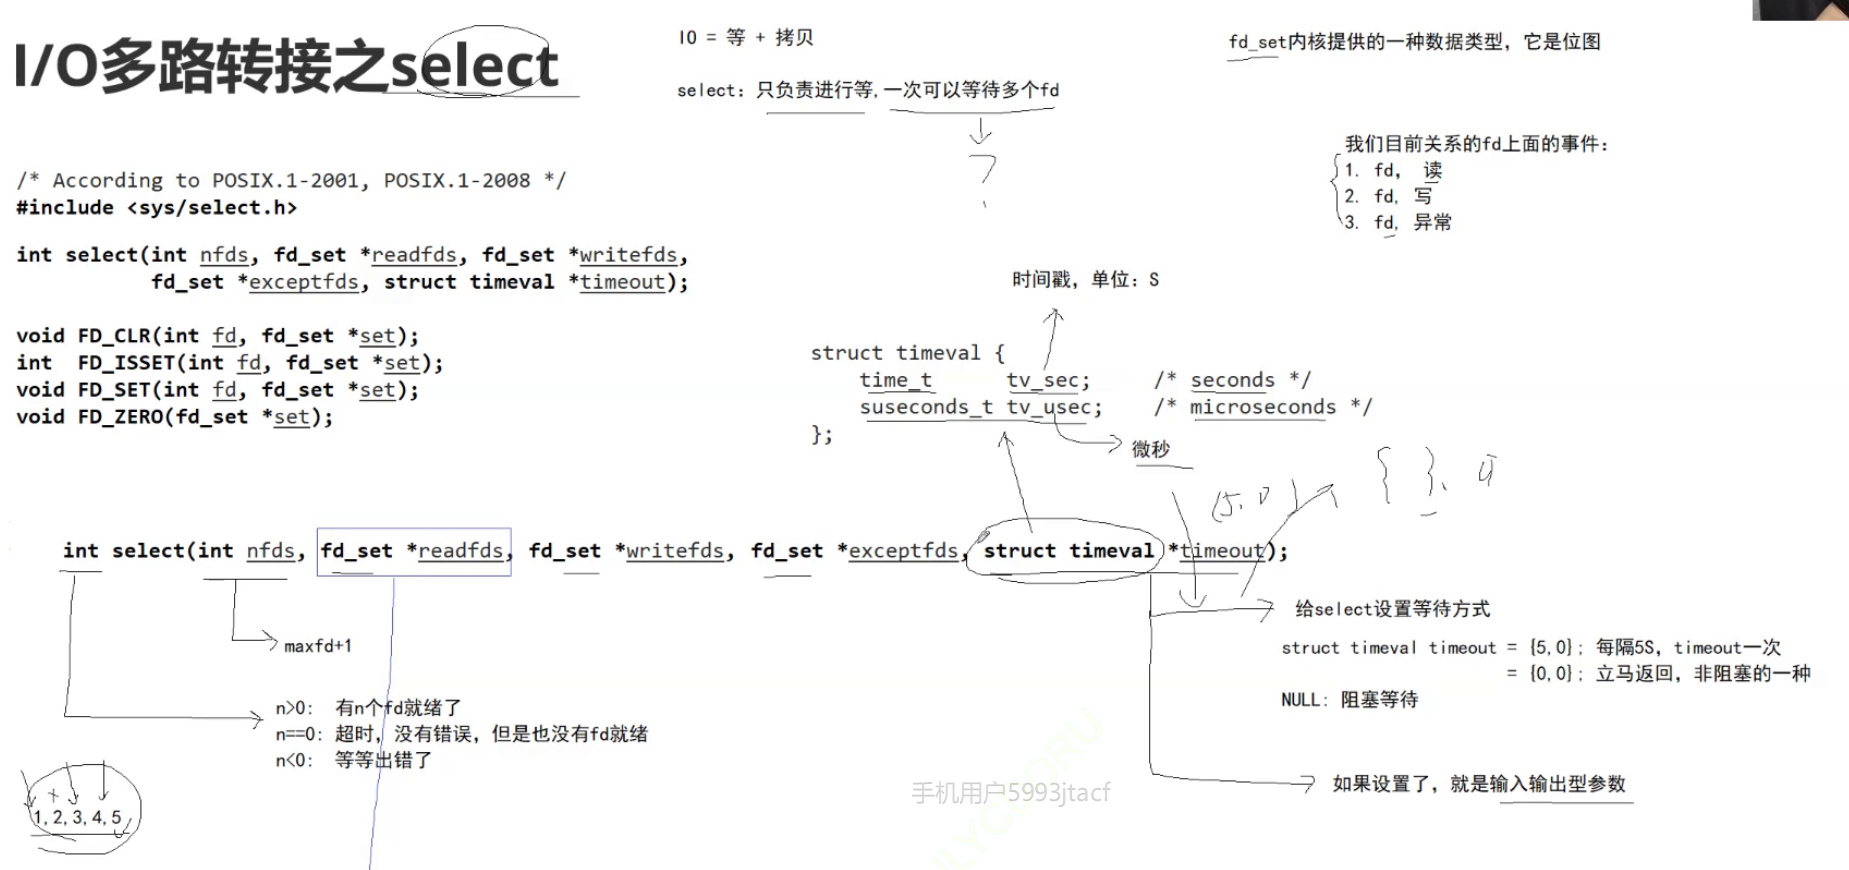 I/O多路转接之select
IO = 等 + 拷贝
select: 只负责进行等,一次可以等待多个fd
?
fd_set内核提供的一种数据类型，它是位图
我们目前关系的fd上面的事件:
1. fd, 读
2. fd, 写
3. fd, 异常
/* According to POSIX.1-2001, POSIX.1-2008 */
#include <sys/select.h>
int select(int nfds, fd_set *readfds, fd_set *writefds,
fd_set *exceptfds, struct timeval *timeout);
void FD_CLR(int fd, fd_set *set);
int  FD_ISSET(int fd, fd_set *set);
void FD_SET(int fd, fd_set *set);
void FD_ZERO(fd_set *set);
时间戳，单位: S
struct timeval {
time_t      tv_sec;     /* seconds */
suseconds_t tv_usec;    /* microseconds */
};
微秒
{5,0}
int select(int nfds, fd_set *readfds, fd_set *writefds, fd_set *exceptfds, struct timeval *timeout);
maxfd+1
n>0:  有n个fd就绪了
n==0: 超时，没有错误，但是也没有fd就绪
n<0:  等等出错了
1,2,3,4,5
给select设置等待方式
struct timeval timeout = {5,0}; 每隔5S，timeout一次
= {0,0}; 立马返回，非阻塞的一种
NULL: 阻塞等待
如果设置了，就是输入输出型参数
手机用户5993jtacf